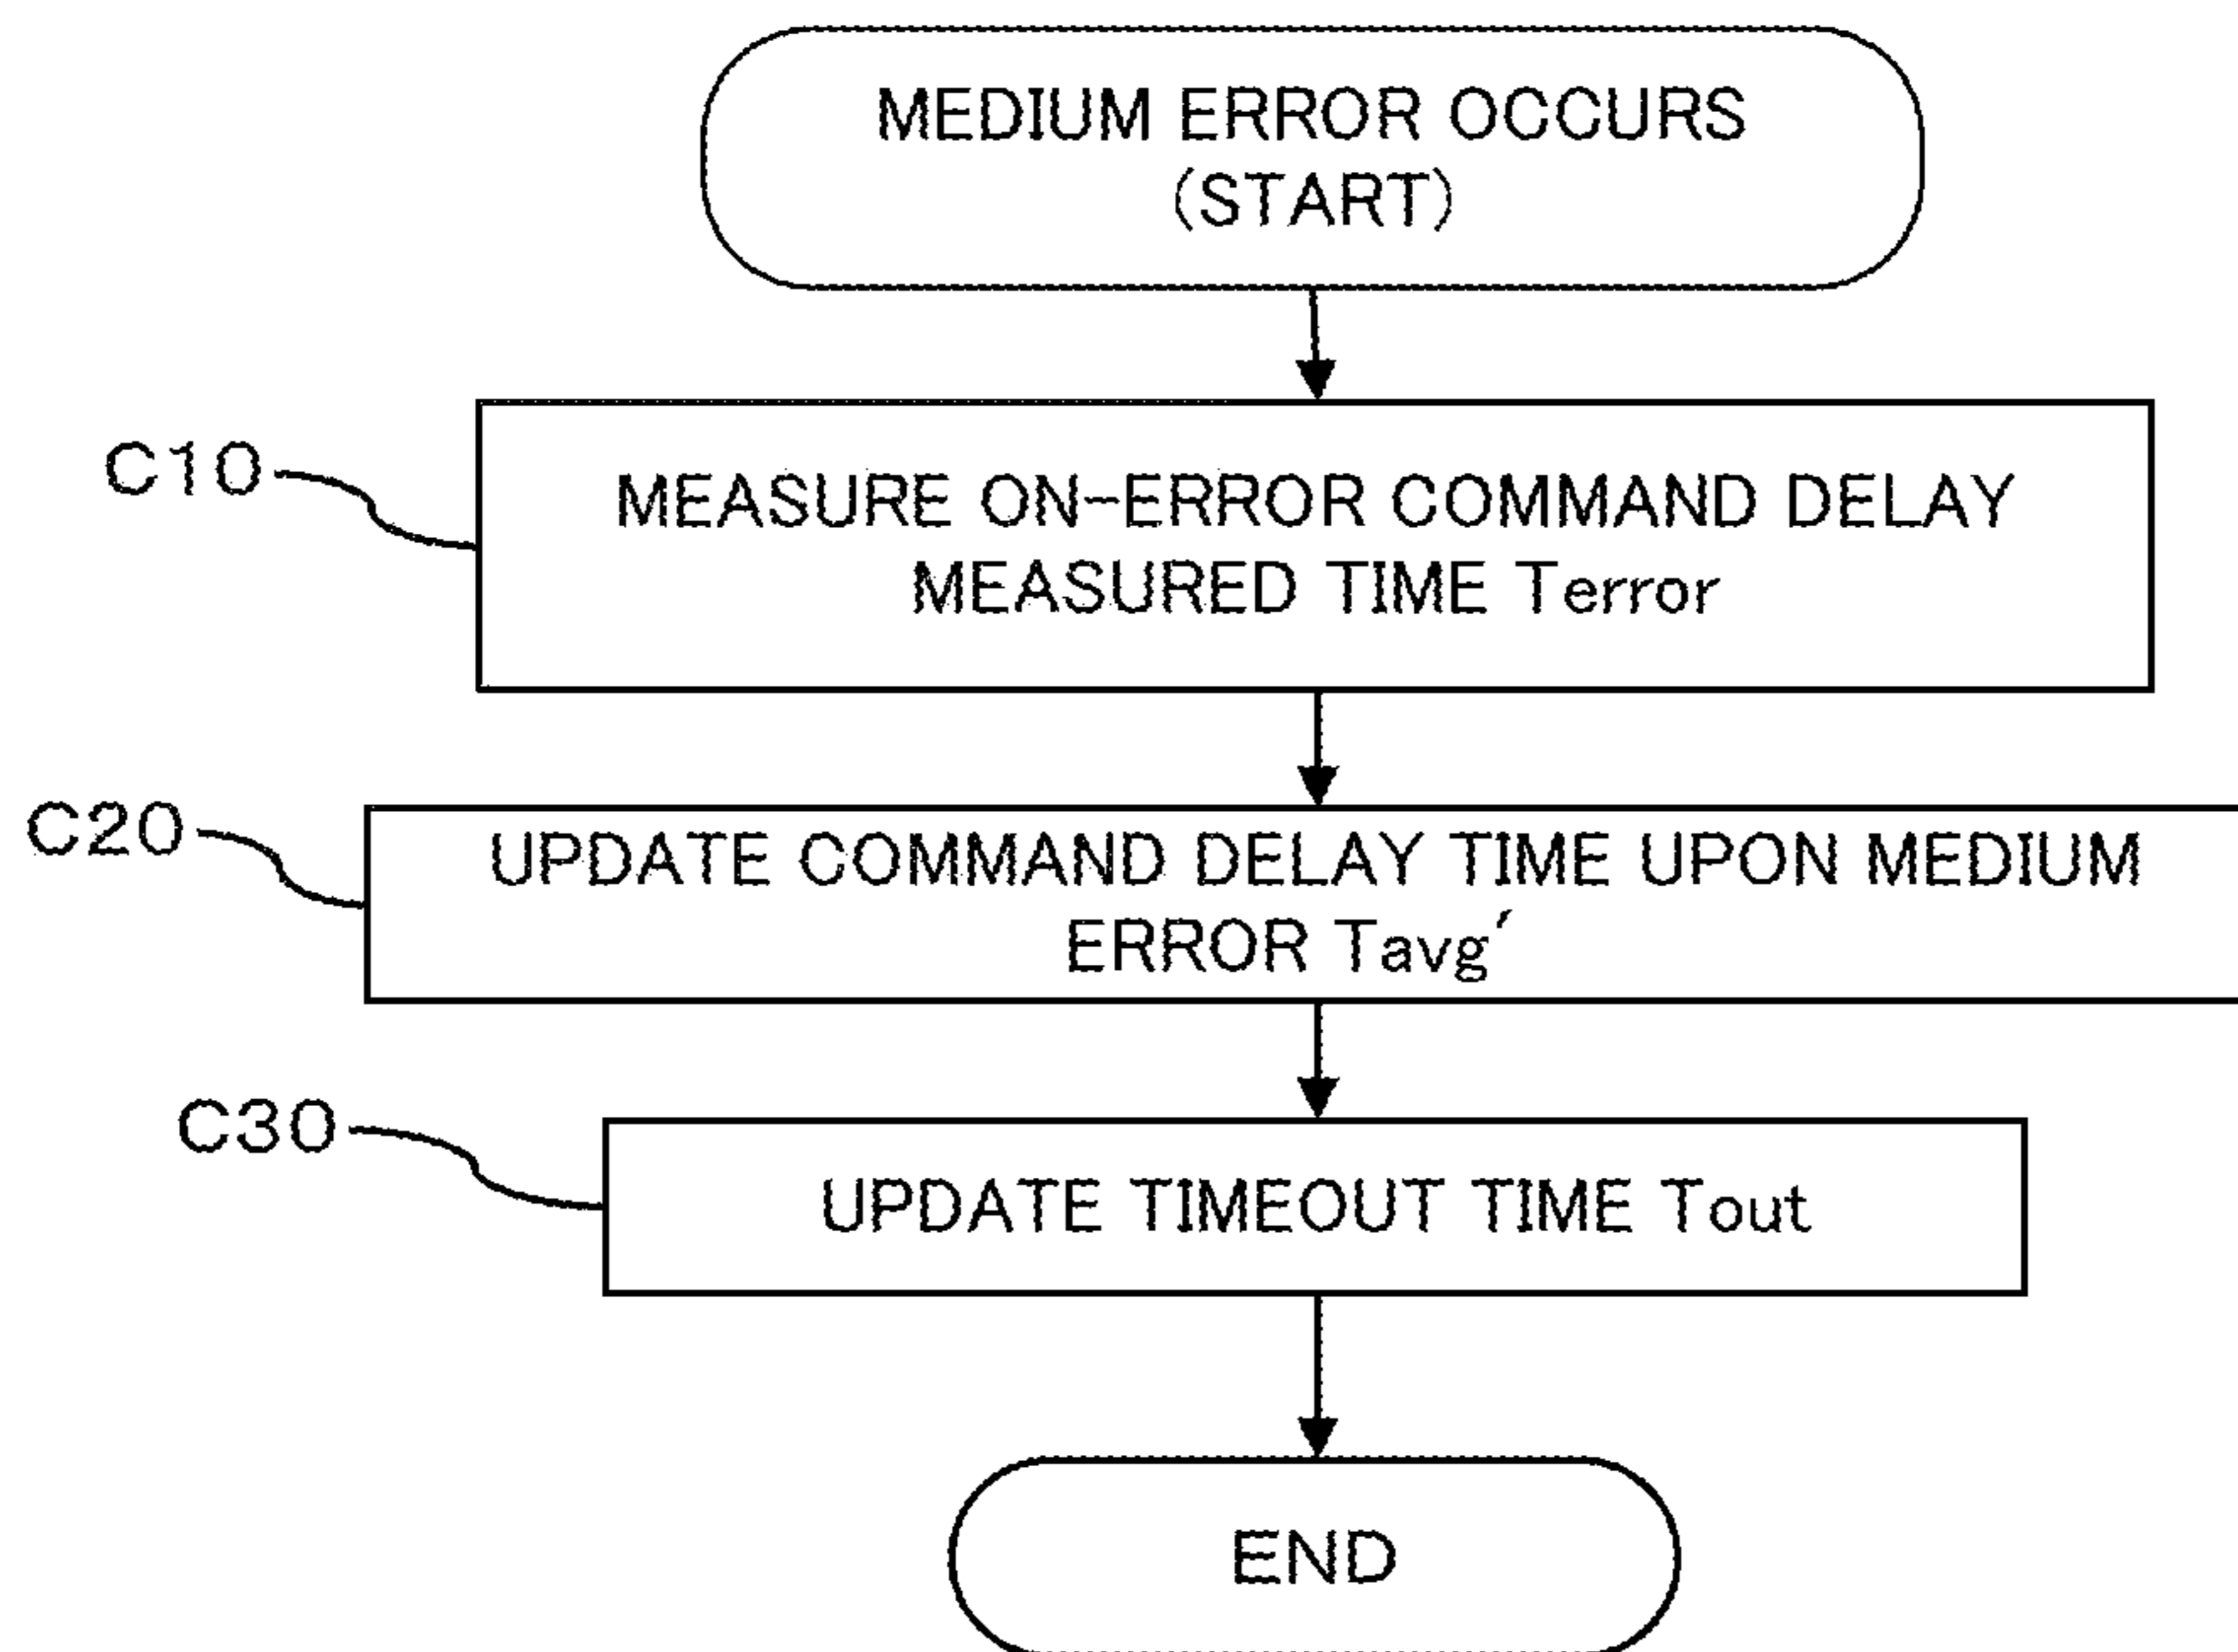 MEDIUM ERROR OCCURS
(START)
C10
MEASURE ON-ERROR COMMAND DELAY
MEASURED TIME Terror
C20
UPDATE COMMAND DELAY TIME UPON MEDIUM
ERROR Tavg′
C30
UPDATE TIMEOUT TIME Tout
END